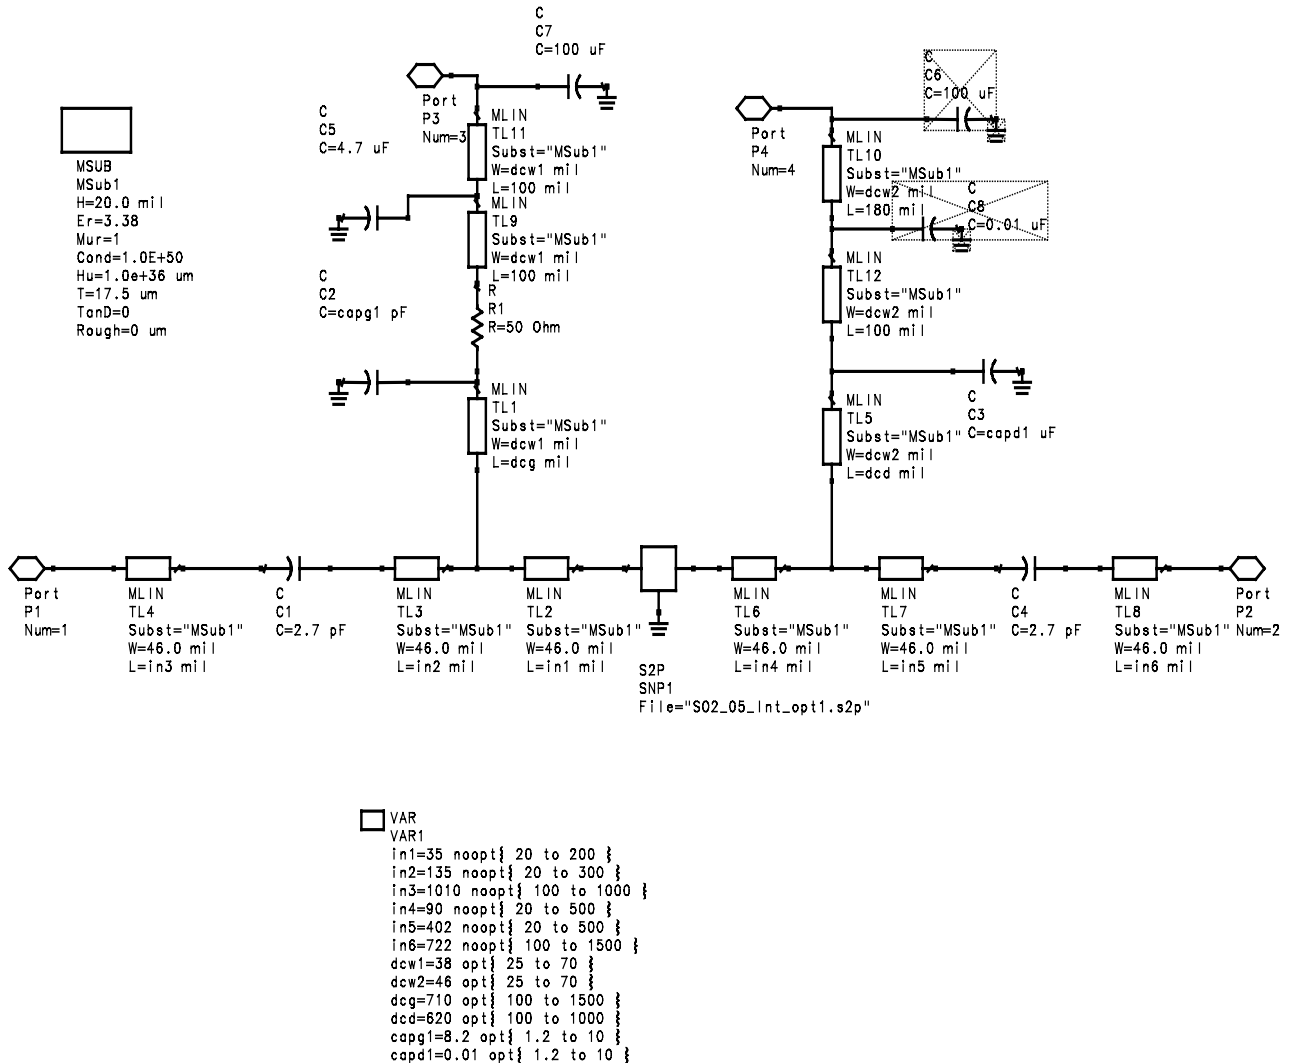 C
C7
C=100 uF
Port
P3
Num=3
C
C5
C=4.7 uF
MLIN
TL11
Subst="MSub1"
W=dcw1 mil
L=100 mil
MSUB
MSub1
H=20.0 mil
Er=3.38
Mur=1
Cond=1.0E+50
Hu=1.0e+36 um
T=17.5 um
TanD=0
Rough=0 um
MLIN
TL9
Subst="MSub1"
W=dcw1 mil
L=100 mil
C
C2
C=capg1 pF
R
R1
R=50 Ohm
MLIN
TL1
Subst="MSub1"
W=dcw1 mil
L=dcg mil
C
C6
C=100 uF
Port
P4
Num=4
MLIN
TL10
Subst="MSub1"
W=dcw2 mil
L=180 mil
C
C8
C=0.01 uF
MLIN
TL12
Subst="MSub1"
W=dcw2 mil
L=100 mil
C
C3
C=capd1 uF
MLIN
TL5
Subst="MSub1"
W=dcw2 mil
L=dcd mil
Port
P1
Num=1
MLIN
TL4
Subst="MSub1"
W=46.0 mil
L=in3 mil
C
C1
C=2.7 pF
MLIN
TL3
Subst="MSub1"
W=46.0 mil
L=in2 mil
MLIN
TL2
Subst="MSub1"
W=46.0 mil
L=in1 mil
S2P
SNP1
File="S02_05_Int_opt1.s2p"
MLIN
TL6
Subst="MSub1"
W=46.0 mil
L=in4 mil
MLIN
TL7
Subst="MSub1"
W=46.0 mil
L=in5 mil
C
C4
C=2.7 pF
MLIN
TL8
Subst="MSub1"
W=46.0 mil
L=in6 mil
Port
P2
Num=2
VAR
VAR1
in1=35 noopt{ 20 to 200 }
in2=135 noopt{ 20 to 300 }
in3=1010 noopt{ 100 to 1000 }
in4=90 noopt{ 20 to 500 }
in5=402 noopt{ 20 to 500 }
in6=722 noopt{ 100 to 1500 }
dcw1=38 opt{ 25 to 70 }
dcw2=46 opt{ 25 to 70 }
dcg=710 opt{ 100 to 1500 }
dcd=620 opt{ 100 to 1000 }
capg1=8.2 opt{ 1.2 to 10 }
capd1=0.01 opt{ 1.2 to 10 }